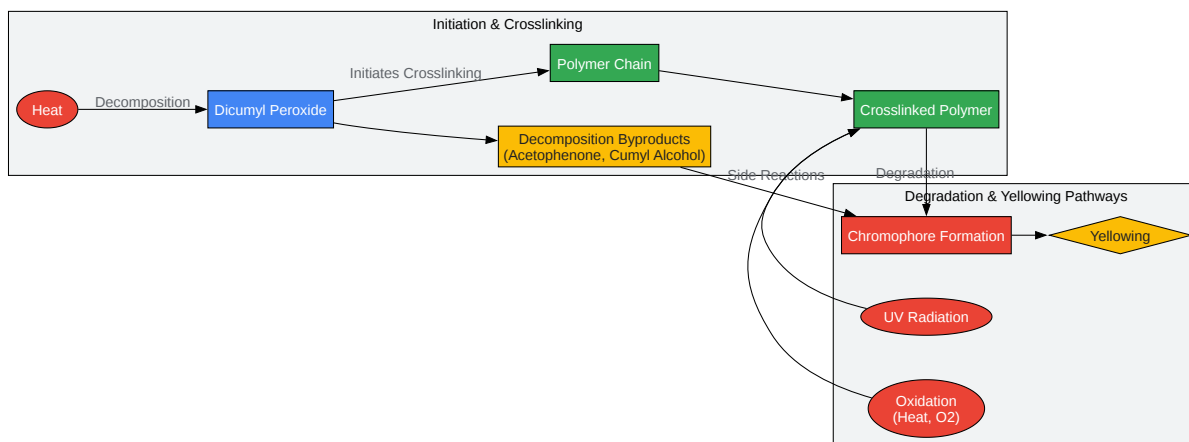 Initiation & Crosslinking
Polymer Chain
Initiates Crosslinking
Heat
Decomposition
Dicumyl Peroxide
Crosslinked Polymer
Decomposition Byproducts
(Acetophenone, Cumyl Alcohol)
Side Reactions
Degradation
Degradation & Yellowing Pathways
Chromophore Formation
Yellowing
UV Radiation
Oxidation
(Heat, O2)